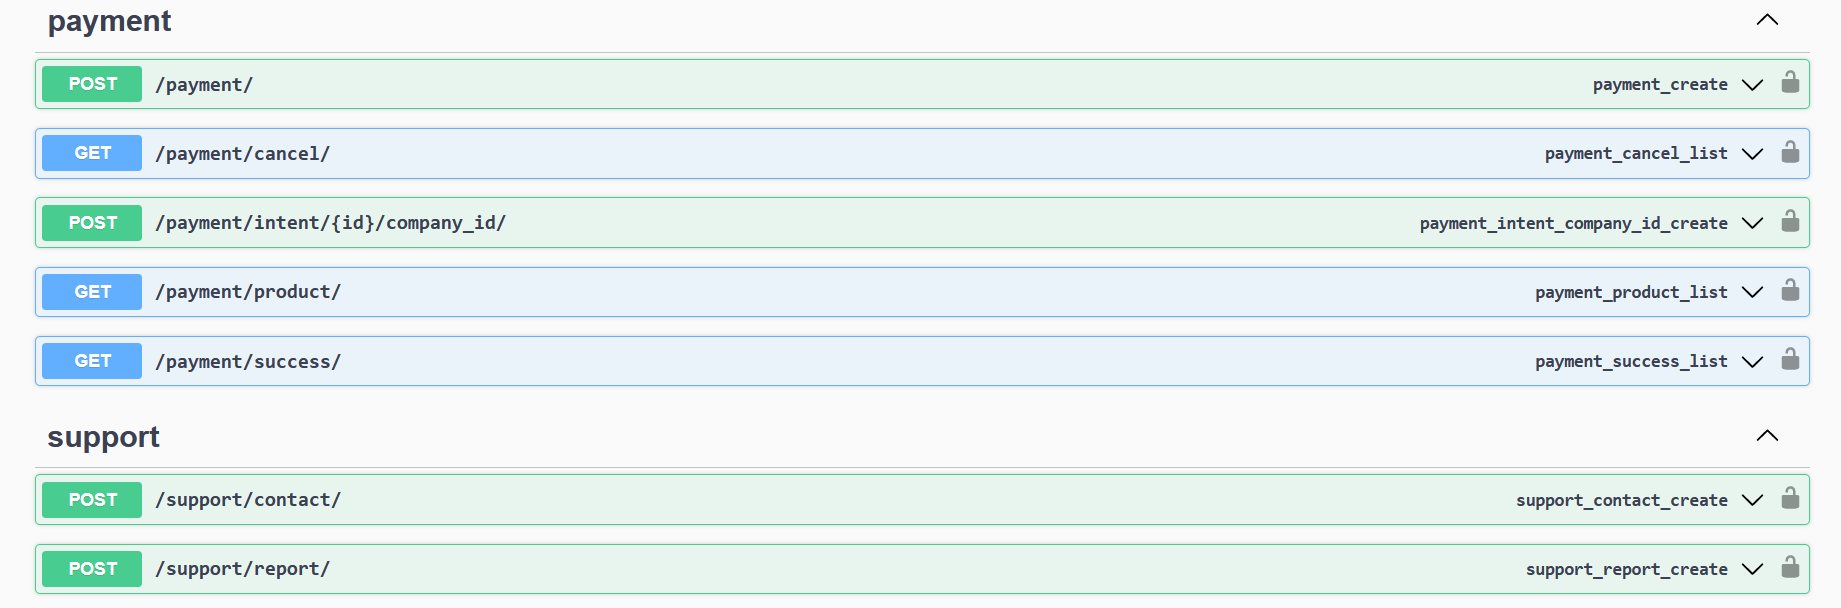 payment
POST /payment/ payment_create
GET /payment/cancel/ payment_cancel_list
POST /payment/intent/{id}/company_id/ payment_intent_company_id_create
GET /payment/product/ payment_product_list
GET /payment/success/ payment_success_list
support
POST /support/contact/ support_contact_create
POST /support/report/ support_report_create